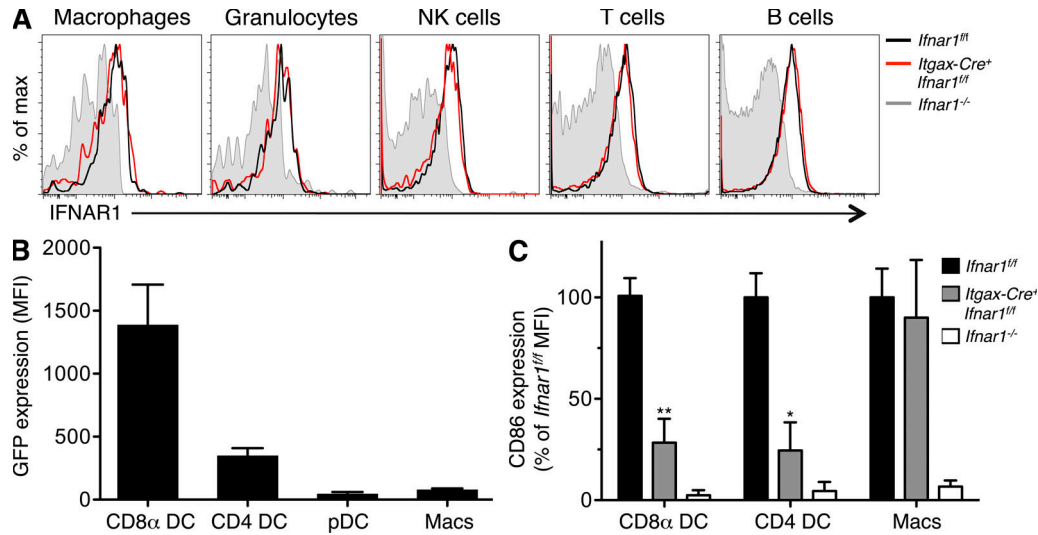 A
Macrophages Granulocytes NK cells T cells B cells
% of max
Ifnar1f/f
Itgax-Cre+
Ifnar1f/f
Ifnar1-/-
IFNAR1
B
GFP expression (MFI)
2000
1500
1000
500
0
CD8α DC CD4 DC pDC Macs
C
CD86 expression
(% of Ifnar1f/f MFI)
100
50
0
** *
CD8α DC CD4 DC Macs
Ifnar1f/f
Itgax-Cre+
Ifnar1f/f
Ifnar1-/-